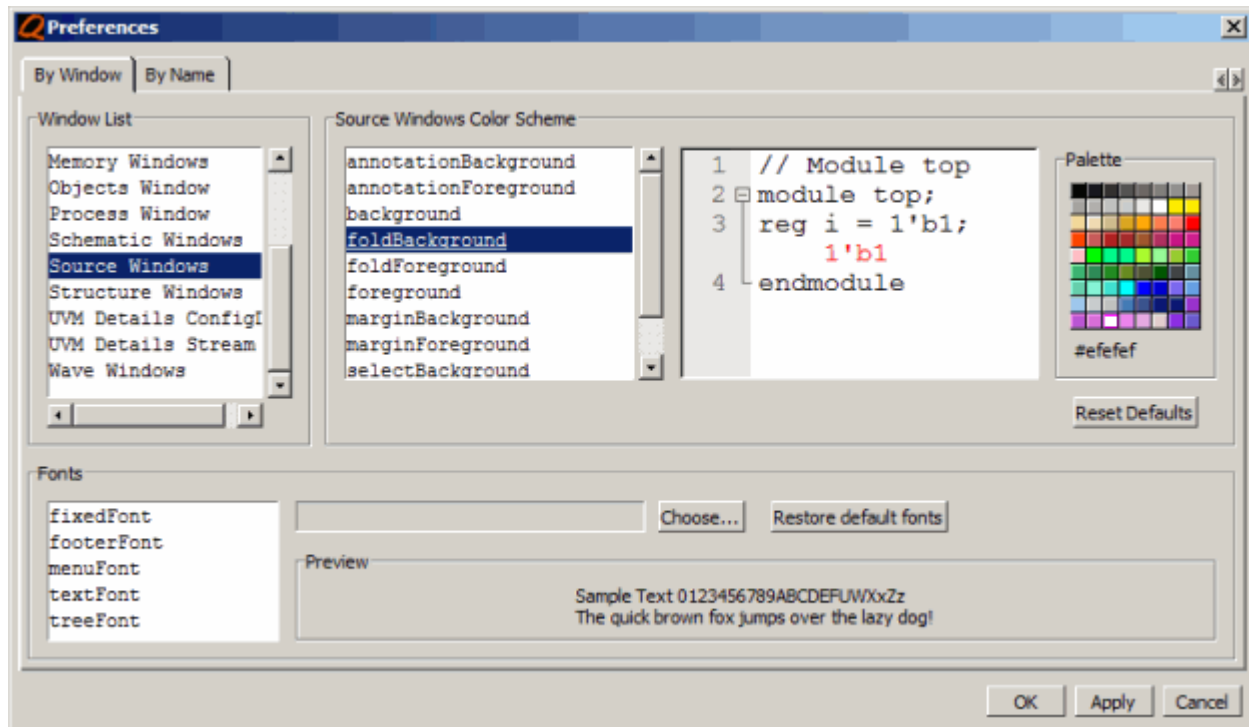 Preferences
By Window By Name
Window List
Memory Windows
Objects Window
Process Window
Schematic Windows
Source Windows
Structure Windows
UVM Details ConfigI
UVM Details Stream
Wave Windows
Source Windows Color Scheme
annotationBackground
annotationForeground
background
foldBackground
foldForeground
foreground
marginBackground
marginForeground
selectBackground
1 // Module top
2 module top;
3 reg i = 1'b1;
1'b1
4 endmodule
Palette
#efefef
Reset Defaults
Fonts
fixedFont
footerFont
menuFont
textFont
treeFont
Choose... Restore default fonts
Preview
Sample Text 0123456789ABCDEFUWXxZz
The quick brown fox jumps over the lazy dog!
OK Apply Cancel